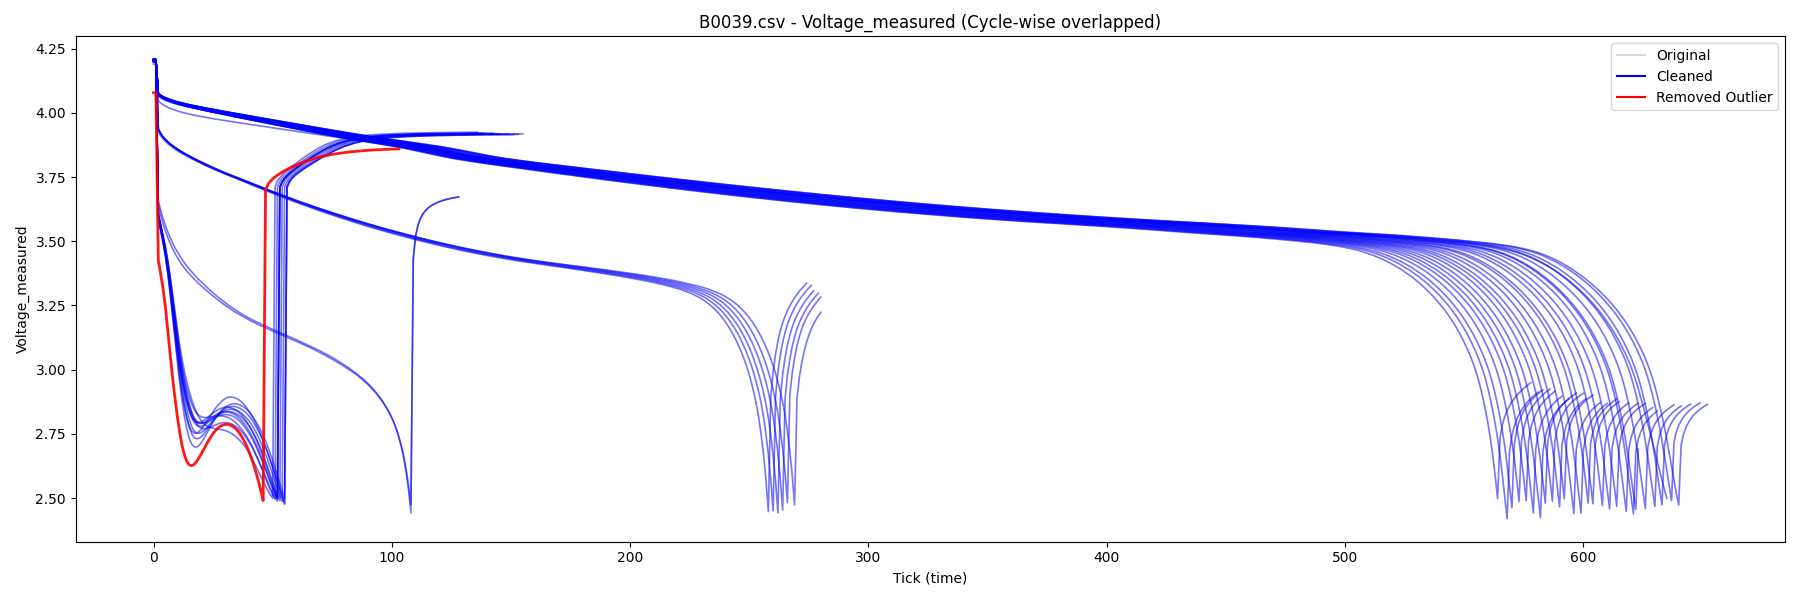 B0039.csv - Voltage_measured (Cycle-wise overlapped)
Original
Cleaned
Removed Outlier
Voltage_measured
4.25
4.00
3.75
3.50
3.25
3.00
2.75
2.50
0 100 200 300 400 500 600
Tick (time)